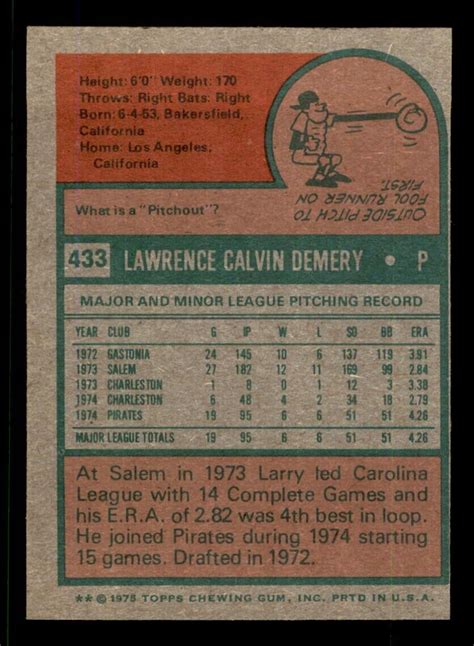 Height: 6'0" Weight: 170
Throws: Right Bats: Right
Born: 6-4-53, Bakersfield,
California
Home: Los Angeles,
California
What is a "Pitchout"?
OUTSIDE PITCH TO
FOOL RUNNER ON
FIRST.
433 LAWRENCE CALVIN DEMERY • P
MAJOR AND MINOR LEAGUE PITCHING RECORD
YEAR CLUB G IP W L SO BB ERA
1972 GASTONIA 24 145 10 6 137 119 3.91
1973 SALEM 27 182 12 11 169 99 2.84
1973 CHARLESTON 1 8 0 1 12 3 3.38
1974 CHARLESTON 6 48 4 2 34 18 2.79
1974 PIRATES 19 95 6 6 51 51 4.26
MAJOR LEAGUE TOTALS 19 95 6 6 51 51 4.26
At Salem in 1973 Larry led Carolina
League with 14 Complete Games and
his E.R.A. of 2.82 was 4th best in loop.
He joined Pirates during 1974 starting
15 games. Drafted in 1972.
** © 1975 TOPPS CHEWING GUM, INC. PRTD IN U.S.A.